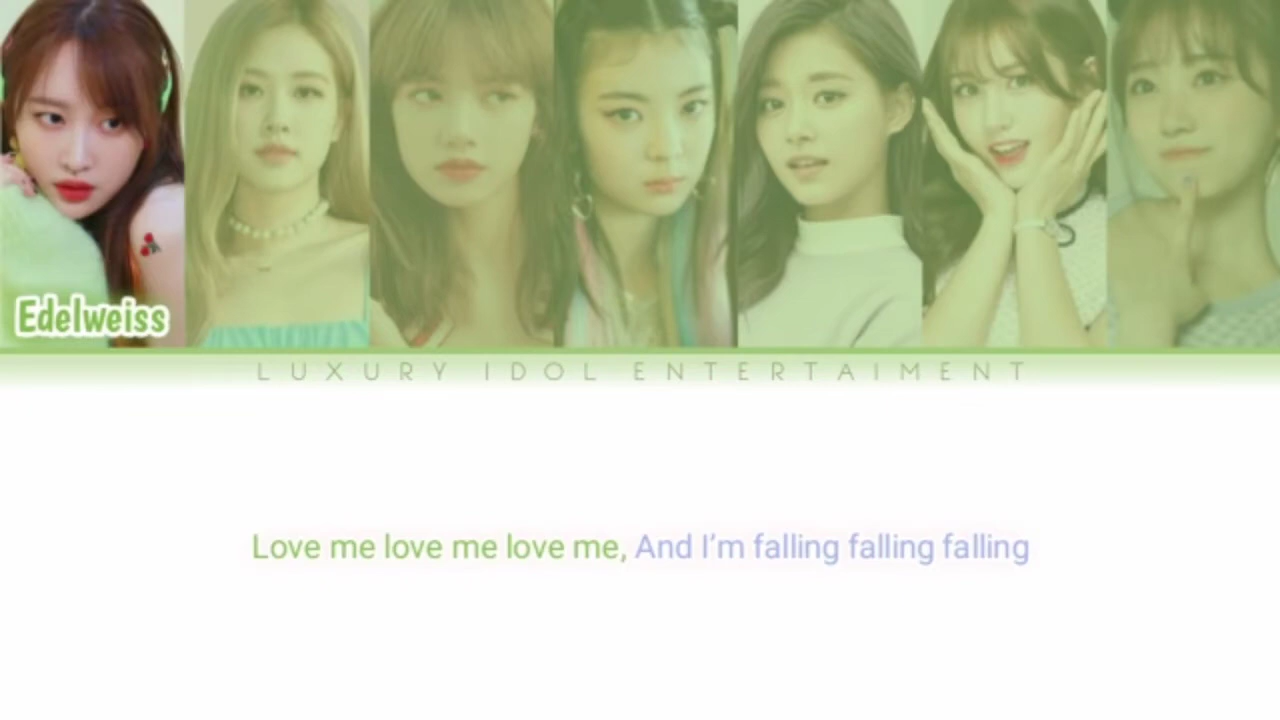 Edelweiss
LUXURY IDOL ENTERTAIMENT
Love me love me love me, And I'm falling falling falling